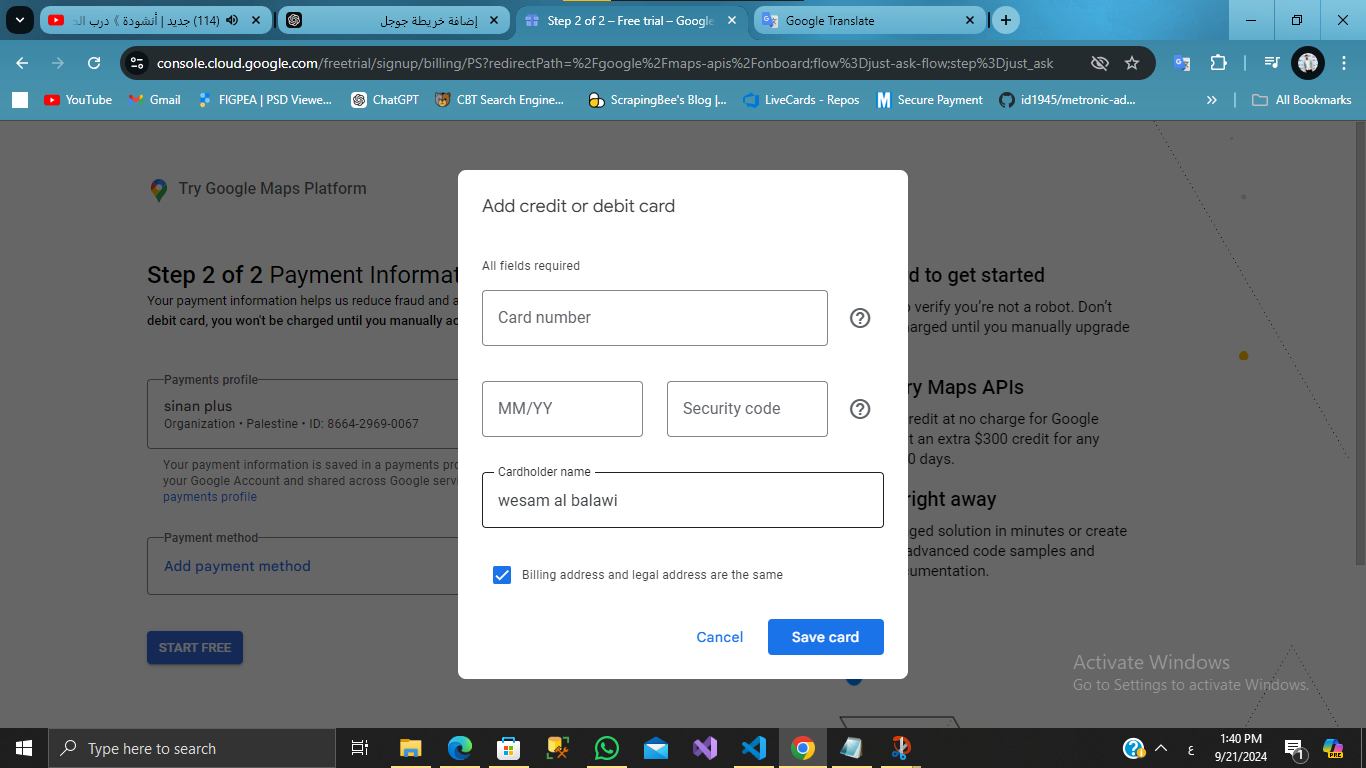 (114) جديد | أنشودة 》 درب الـ
إضافة خريطة جوجل
Step 2 of 2 – Free trial – Google
Google Translate
console.cloud.google.com/freetrial/signup/billing/PS?redirectPath=%2Fgoogle%2Fmaps-apis%2Fonboard;flow%3Djust-ask-flow;step%3Djust_ask
YouTube
Gmail
FIGPEA | PSD Viewe...
ChatGPT
CBT Search Engine...
ScrapingBee's Blog |...
LiveCards - Repos
Secure Payment
id1945/metronic-ad...
»
All Bookmarks
Try Google Maps Platform
Step 2 of 2 Payment Informat
Your payment information helps us reduce fraud and a
debit card, you won't be charged until you manually ac
Payments profile
sinan plus
Organization • Palestine • ID: 8664-2969-0067
Your payment information is saved in a payments pro
your Google Account and shared across Google servi
payments profile
Payment method
Add payment method
START FREE
Add credit or debit card
All fields required
Card number
MM/YY
Security code
Cardholder name
wesam al balawi
Billing address and legal address are the same
Cancel
Save card
d to get started
o verify you're not a robot. Don't
arged until you manually upgrade
ry Maps APIs
redit at no charge for Google
t an extra $300 credit for any
0 days.
right away
ged solution in minutes or create
advanced code samples and
cumentation.
Activate Windows
Go to Settings to activate Windows.
Type here to search
ع
1:40 PM
9/21/2024
1
PRE